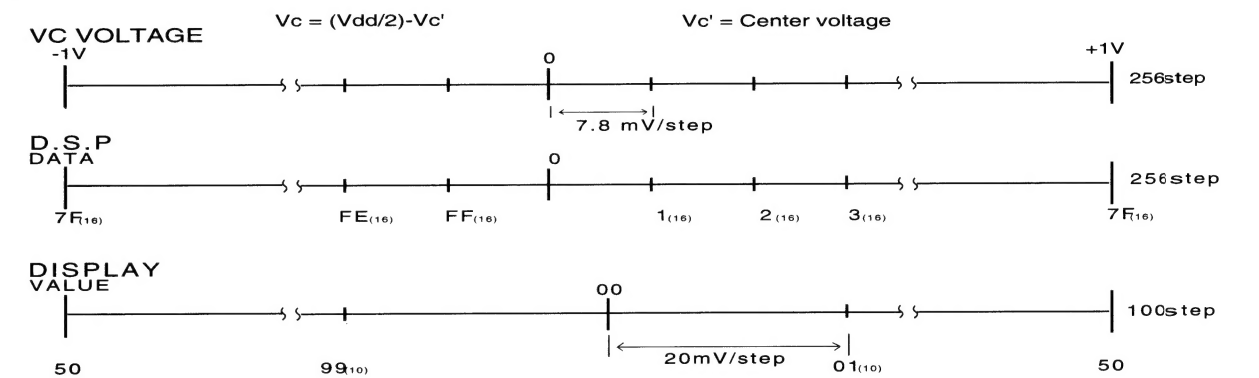 Vc = (Vdd/2)-Vc' Vc' = Center voltage
VC VOLTAGE
-1V 0 +1V
256step
7.8 mV/step
D.S.P
DATA
0
256step
7F(16) FE(16) FF(16) 1(16) 2(16) 3(16) 7F(16)
DISPLAY
VALUE
00
100step
20mV/step
50 99(10) 01(10) 50